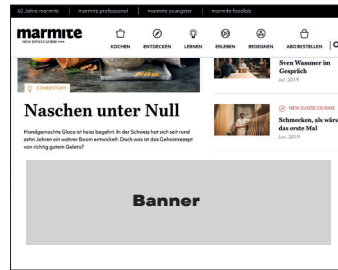 60 Jahre marmite marmite professional marmite youngster marmite foodlab
marmite
NEW SWISS CUISINE
KOCHEN ENTDECKEN LERNEN ERLEBEN BEGEGNEN ABO BESTELLEN
Sven Wassmer im
Gespräch
Jul. 2019
COVERSTORY
Naschen unter Null
Handgemachte Glace ist heiss begehrt. In der Schweiz hat sich seit rund
zehn Jahren ein wahrer Boom entwickelt. Doch was ist das Geheimrezept
von richtig gutem Gelato?
NEW SWISS CUISINE
Schmecken, als wärs
das erste Mal
Jun. 2019
Banner